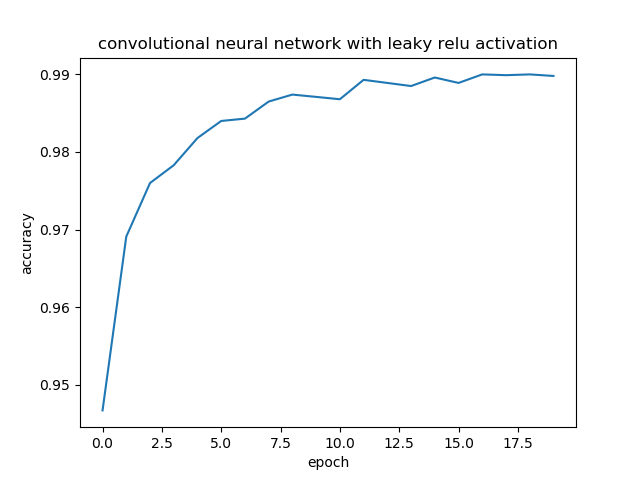 convolutional neural network with leaky relu activation
0.99
0.98
0.97
0.96
0.95
accuracy
0.0 2.5 5.0 7.5 10.0 12.5 15.0 17.5
epoch